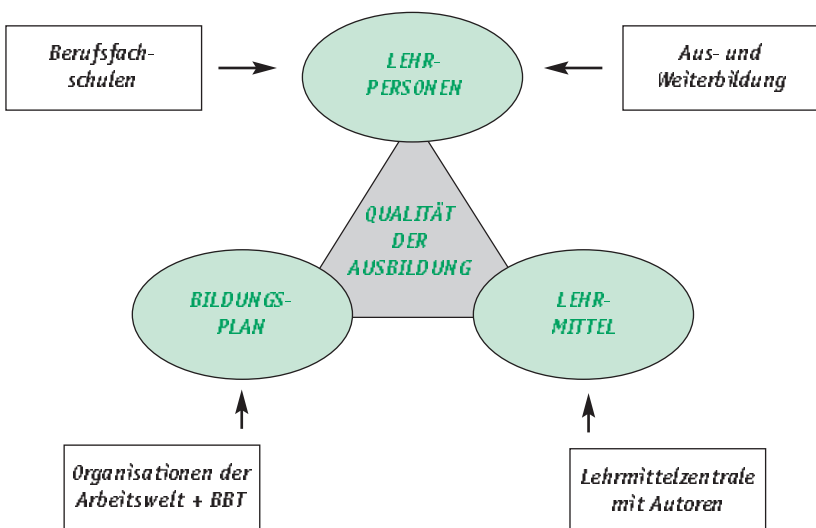 Berufsfach-
schulen
LEHR-
PERSONEN
Aus- und
Weiterbildung
QUALITÄT
DER
AUSBILDUNG
BILDUNGS-
PLAN
LEHR-
MITTEL
Organisationen der
Arbeitswelt + BBT
Lehrmittelzentrale
mit Autoren